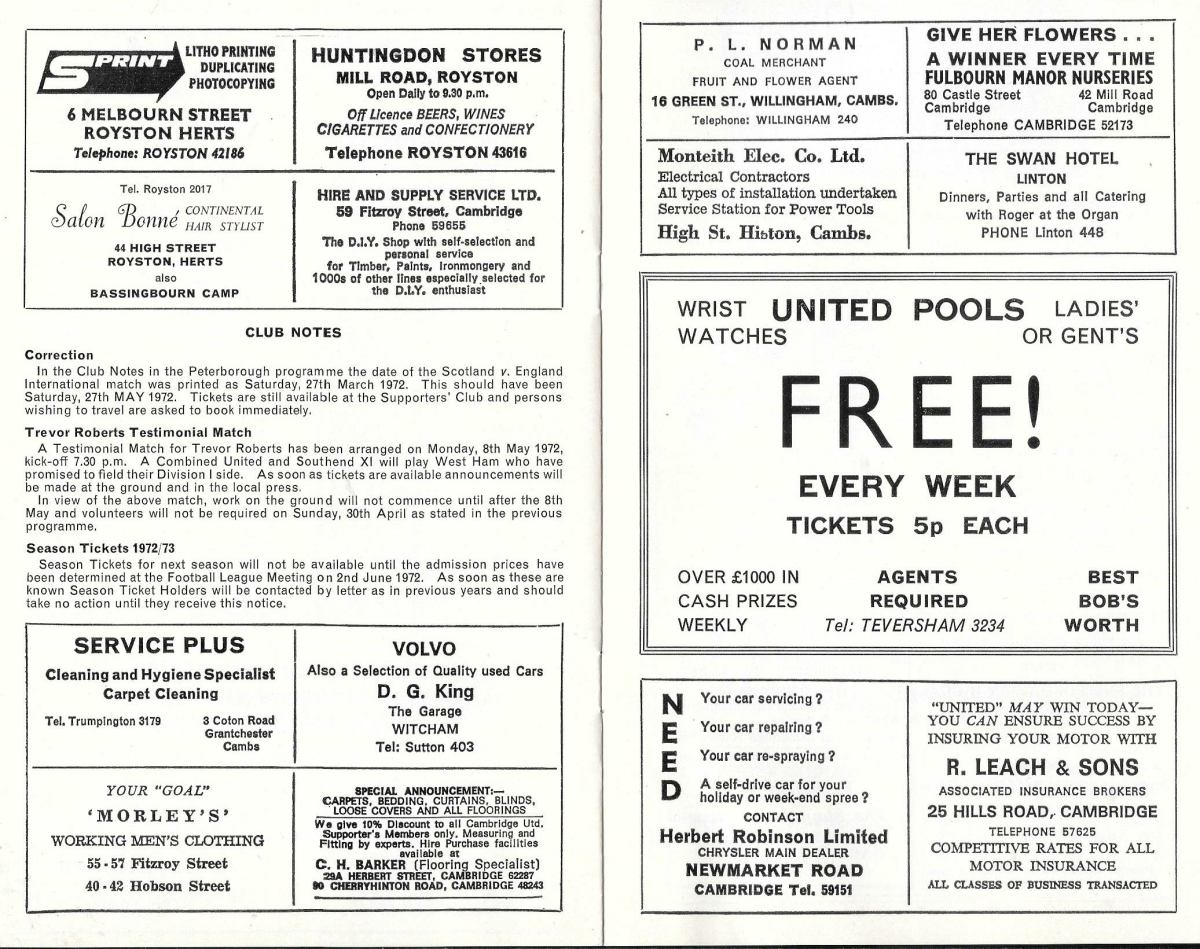 SPRINT
LITHO PRINTING
DUPLICATING
PHOTOCOPYING
6 MELBOURN STREET
ROYSTON HERTS
Telephone: ROYSTON 42186
HUNTINGDON STORES
MILL ROAD, ROYSTON
Open Daily to 9.30 p.m.
Off Licence BEERS, WINES
CIGARETTES and CONFECTIONERY
Telephone ROYSTON 43616
Tel. Royston 2017
Salon Bonné CONTINENTAL
HAIR STYLIST
44 HIGH STREET
ROYSTON, HERTS
also
BASSINGBOURN CAMP
HIRE AND SUPPLY SERVICE LTD.
59 Fitzroy Street, Cambridge
Phone 59655
The D.I.Y. Shop with self-selection and
personal service
for Timber, Paints, Ironmongery and
1000s of other lines especially selected for
the D.I.Y. enthusiast
CLUB NOTES
Correction
In the Club Notes in the Peterborough programme the date of the Scotland v. England
International match was printed as Saturday, 27th March 1972. This should have been
Saturday, 27th MAY 1972. Tickets are still available at the Supporters' Club and persons
wishing to travel are asked to book immediately.
Trevor Roberts Testimonial Match
A Testimonial Match for Trevor Roberts has been arranged on Monday, 8th May 1972,
kick-off 7.30 p.m. A Combined United and Southend XI will play West Ham who have
promised to field their Division I side. As soon as tickets are available announcements will
be made at the ground and in the local press.
In view of the above match, work on the ground will not commence until after the 8th
May and volunteers will not be required on Sunday, 30th April as stated in the previous
programme.
Season Tickets 1972/73
Season Tickets for next season will not be available until the admission prices have
been determined at the Football League Meeting on 2nd June 1972. As soon as these are
known Season Ticket Holders will be contacted by letter as in previous years and should
take no action until they receive this notice.
SERVICE PLUS
Cleaning and Hygiene Specialist
Carpet Cleaning
Tel. Trumpington 3179
3 Coton Road
Grantchester
Cambs
VOLVO
Also a Selection of Quality used Cars
D. G. King
The Garage
WITCHAM
Tel: Sutton 403
YOUR "GOAL"
'MORLEY'S'
WORKING MEN'S CLOTHING
55-57 Fitzroy Street
40-42 Hobson Street
SPECIAL ANNOUNCEMENT:—
CARPETS, BEDDING, CURTAINS, BLINDS,
LOOSE COVERS AND ALL FLOORINGS
We give 10% Discount to all Cambridge Utd.
Supporter's Members only. Measuring and
Fitting by experts. Hire Purchase facilities
available at
C. H. BARKER (Flooring Specialist)
29A HERBERT STREET, CAMBRIDGE 62287
90 CHERRYHINTON ROAD, CAMBRIDGE 48243
P. L. NORMAN
COAL MERCHANT
FRUIT AND FLOWER AGENT
16 GREEN ST., WILLINGHAM, CAMBS.
Telephone: WILLINGHAM 240
GIVE HER FLOWERS . . .
A WINNER EVERY TIME
FULBOURN MANOR NURSERIES
80 Castle Street 42 Mill Road
Cambridge Cambridge
Telephone CAMBRIDGE 52173
Monteith Elec. Co. Ltd.
Electrical Contractors
All types of installation undertaken
Service Station for Power Tools
High St. Histon, Cambs.
THE SWAN HOTEL
LINTON
Dinners, Parties and all Catering
with Roger at the Organ
PHONE Linton 448
WRIST UNITED POOLS LADIES'
WATCHES OR GENT'S
FREE!
EVERY WEEK
TICKETS 5p EACH
OVER £1000 IN AGENTS BEST
CASH PRIZES REQUIRED BOB'S
WEEKLY Tel: TEVERSHAM 3234 WORTH
NEED
Your car servicing?
Your car repairing?
Your car re-spraying?
A self-drive car for your
holiday or week-end spree?
CONTACT
Herbert Robinson Limited
CHRYSLER MAIN DEALER
NEWMARKET ROAD
CAMBRIDGE Tel. 59151
"UNITED" MAY WIN TODAY—
YOU CAN ENSURE SUCCESS BY
INSURING YOUR MOTOR WITH
R. LEACH & SONS
ASSOCIATED INSURANCE BROKERS
25 HILLS ROAD, CAMBRIDGE
TELEPHONE 57625
COMPETITIVE RATES FOR ALL
MOTOR INSURANCE
ALL CLASSES OF BUSINESS TRANSACTED